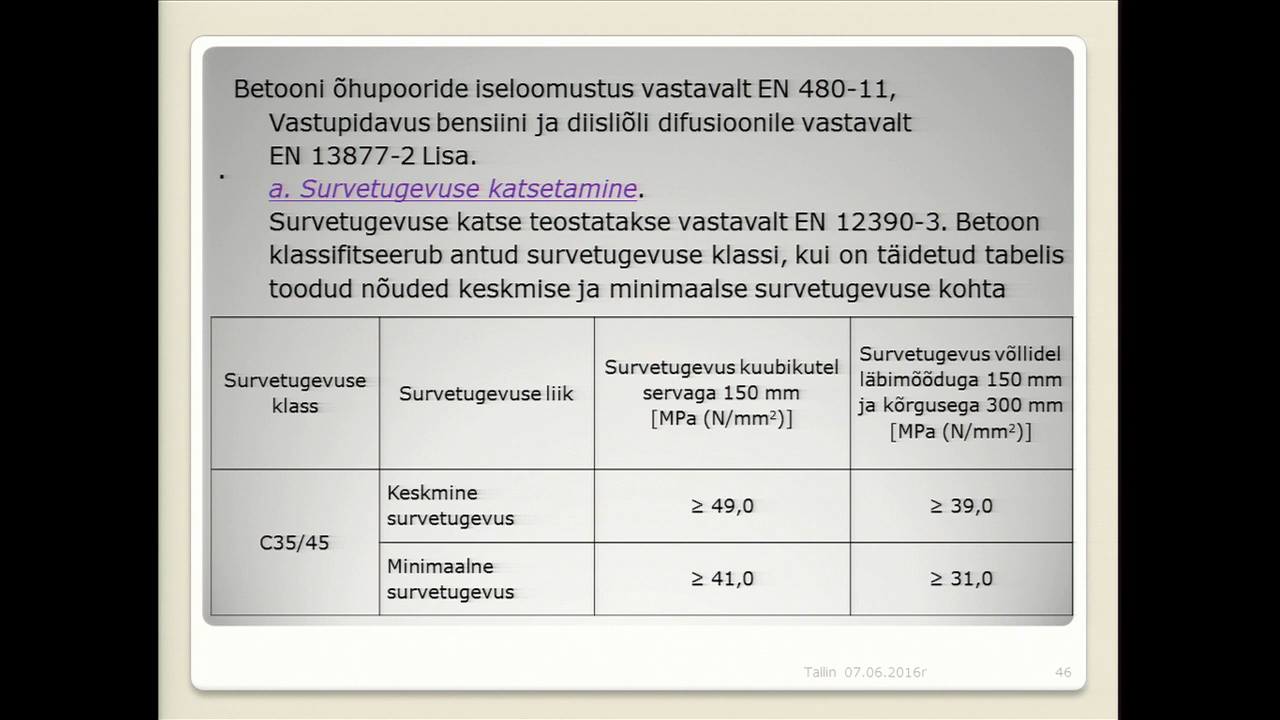 Betooni õhupooride iseloomustus vastavalt EN 480-11,
Vastupidavus bensiini ja diisliõli difusioonile vastavalt
EN 13877-2 Lisa.
.
a. Survetugevuse katsetamine.
Survetugevuse katse teostatakse vastavalt EN 12390-3. Betoon
klassifitseerub antud survetugevuse klassi, kui on täidetud tabelis
toodud nõuded keskmise ja minimaalse survetugevuse kohta
Survetugevuse
klass
Survetugevuse liik
Survetugevus kuubikutel
servaga 150 mm
[MPa (N/mm²)]
Survetugevus võllidel
läbimõõduga 150 mm
ja kõrgusega 300 mm
[MPa (N/mm²)]
C35/45
Keskmine
survetugevus
≥ 49,0
≥ 39,0
Minimaalne
survetugevus
≥ 41,0
≥ 31,0
Tallin 07.06.2016r
46